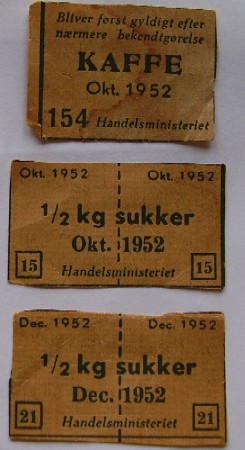 Bliver først gyldigt efter
nærmere bekendtgørelse
KAFFE
Okt. 1952
154 Handelsministeriet
Okt. 1952 Okt. 1952
1/2 kg sukker
Okt. 1952
15 Handelsministeriet 15
Dec. 1952 Dec. 1952
1/2 kg sukker
Dec. 1952
21 Handelsministeriet 21